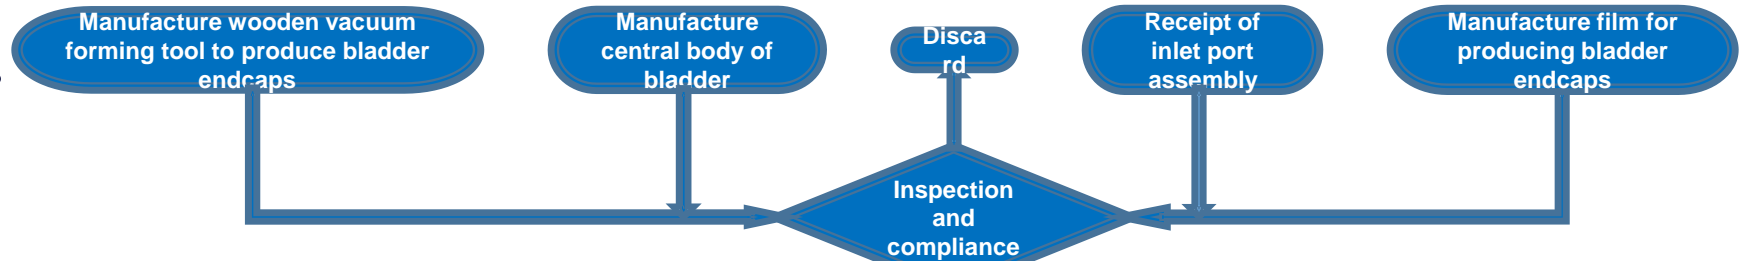 Manufacture wooden vacuum
forming tool to produce bladder
endcaps
Manufacture
central body of
bladder
Disca
rd
Receipt of
inlet port
assembly
Manufacture film for
producing bladder
endcaps
Inspection
and
compliance